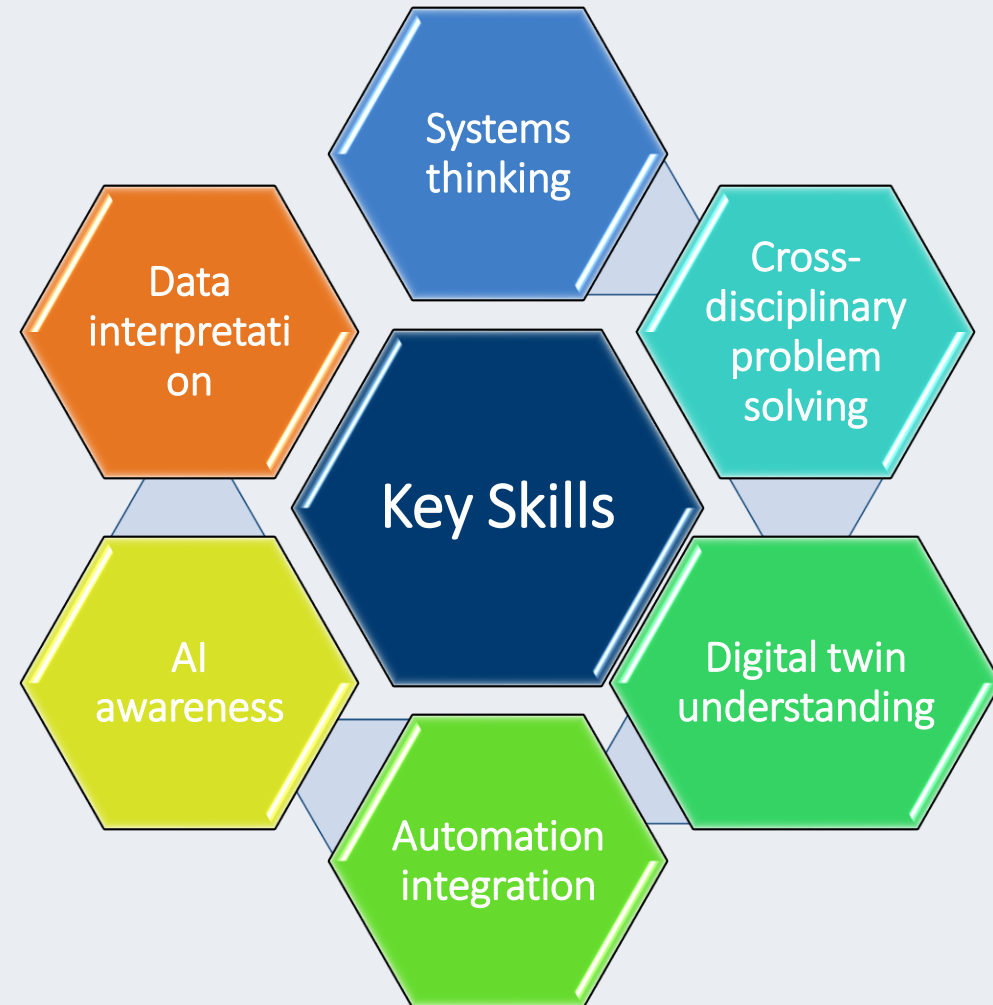 Systems
thinking
Cross-
disciplinary
problem
solving
Data
interpretati
on
Key Skills
Digital twin
understanding
AI
awareness
Automation
integration